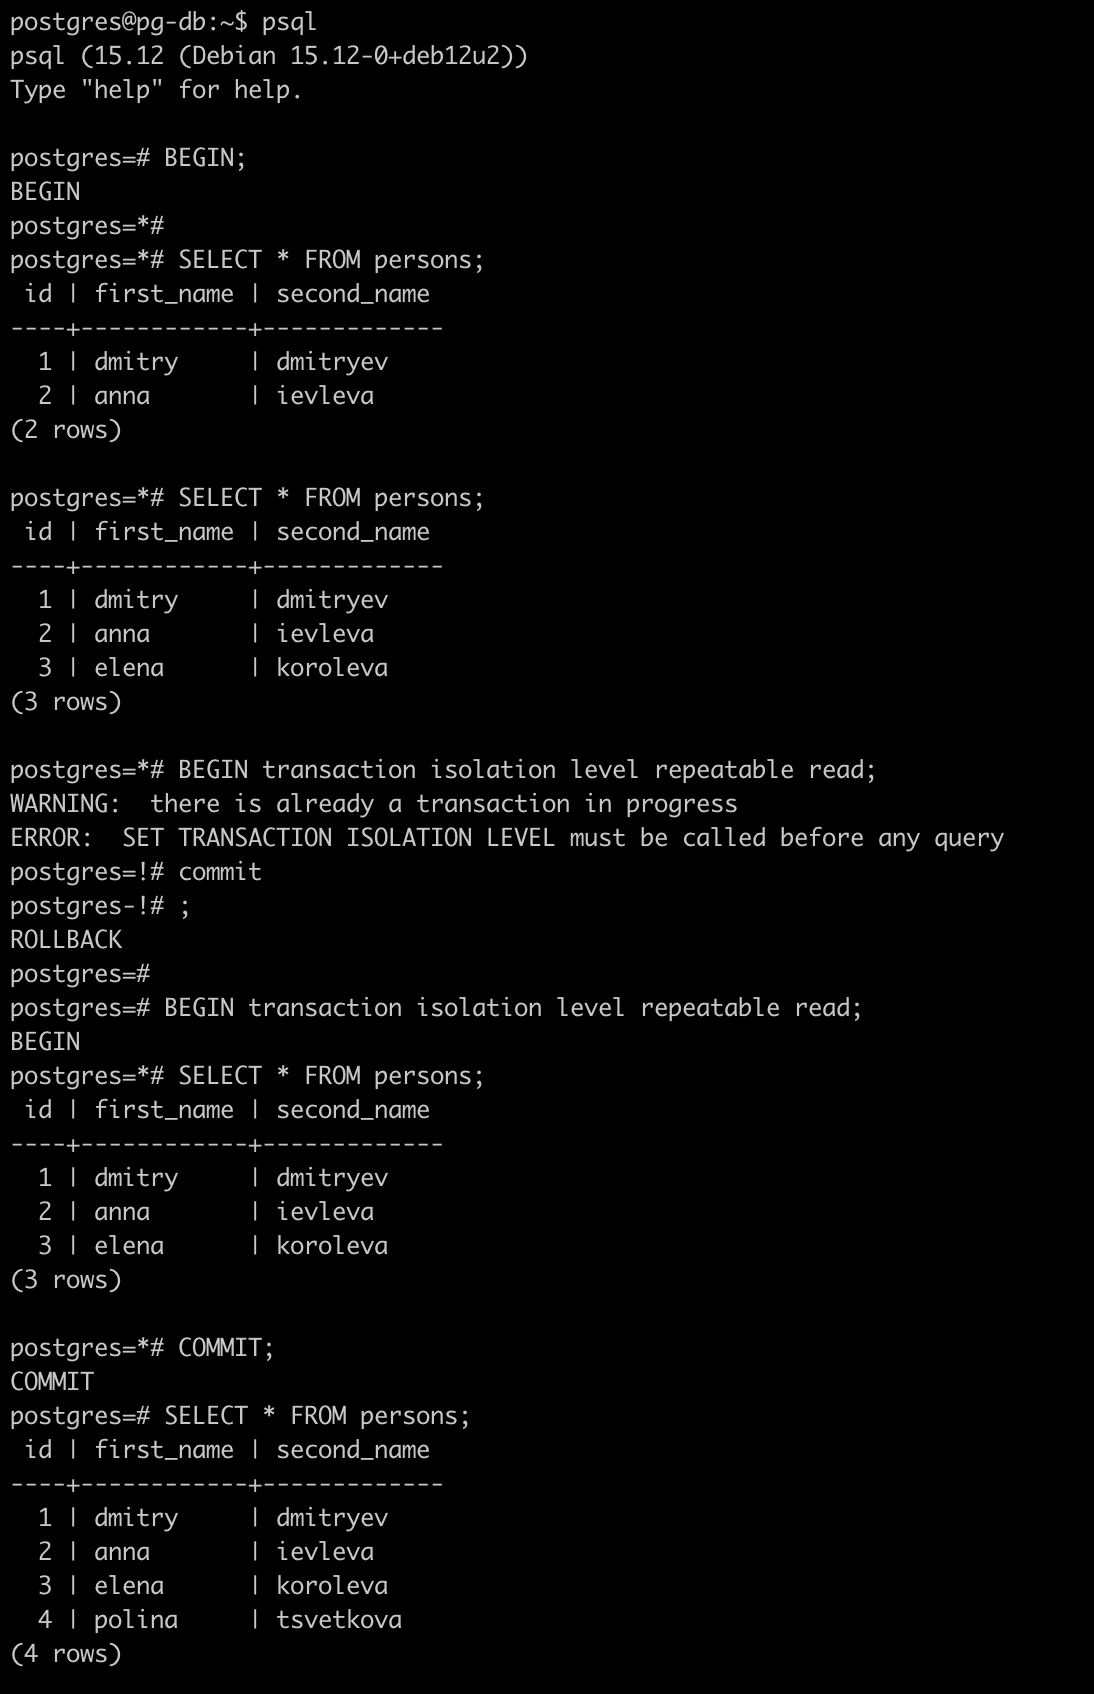 postgres@pg-db:~$ psql
psql (15.12 (Debian 15.12-0+deb12u2))
Type "help" for help.

postgres=# BEGIN;
BEGIN
postgres=*#
postgres=*# SELECT * FROM persons;
 id | first_name | second_name
----+------------+-------------
  1 | dmitry     | dmitryev
  2 | anna       | ievleva
(2 rows)

postgres=*# SELECT * FROM persons;
 id | first_name | second_name
----+------------+-------------
  1 | dmitry     | dmitryev
  2 | anna       | ievleva
  3 | elena      | koroleva
(3 rows)

postgres=*# BEGIN transaction isolation level repeatable read;
WARNING:  there is already a transaction in progress
ERROR:  SET TRANSACTION ISOLATION LEVEL must be called before any query
postgres=!# commit
postgres-!# ;
ROLLBACK
postgres=#
postgres=# BEGIN transaction isolation level repeatable read;
BEGIN
postgres=*# SELECT * FROM persons;
 id | first_name | second_name
----+------------+-------------
  1 | dmitry     | dmitryev
  2 | anna       | ievleva
  3 | elena      | koroleva
(3 rows)

postgres=*# COMMIT;
COMMIT
postgres=# SELECT * FROM persons;
 id | first_name | second_name
----+------------+-------------
  1 | dmitry     | dmitryev
  2 | anna       | ievleva
  3 | elena      | koroleva
  4 | polina     | tsvetkova
(4 rows)